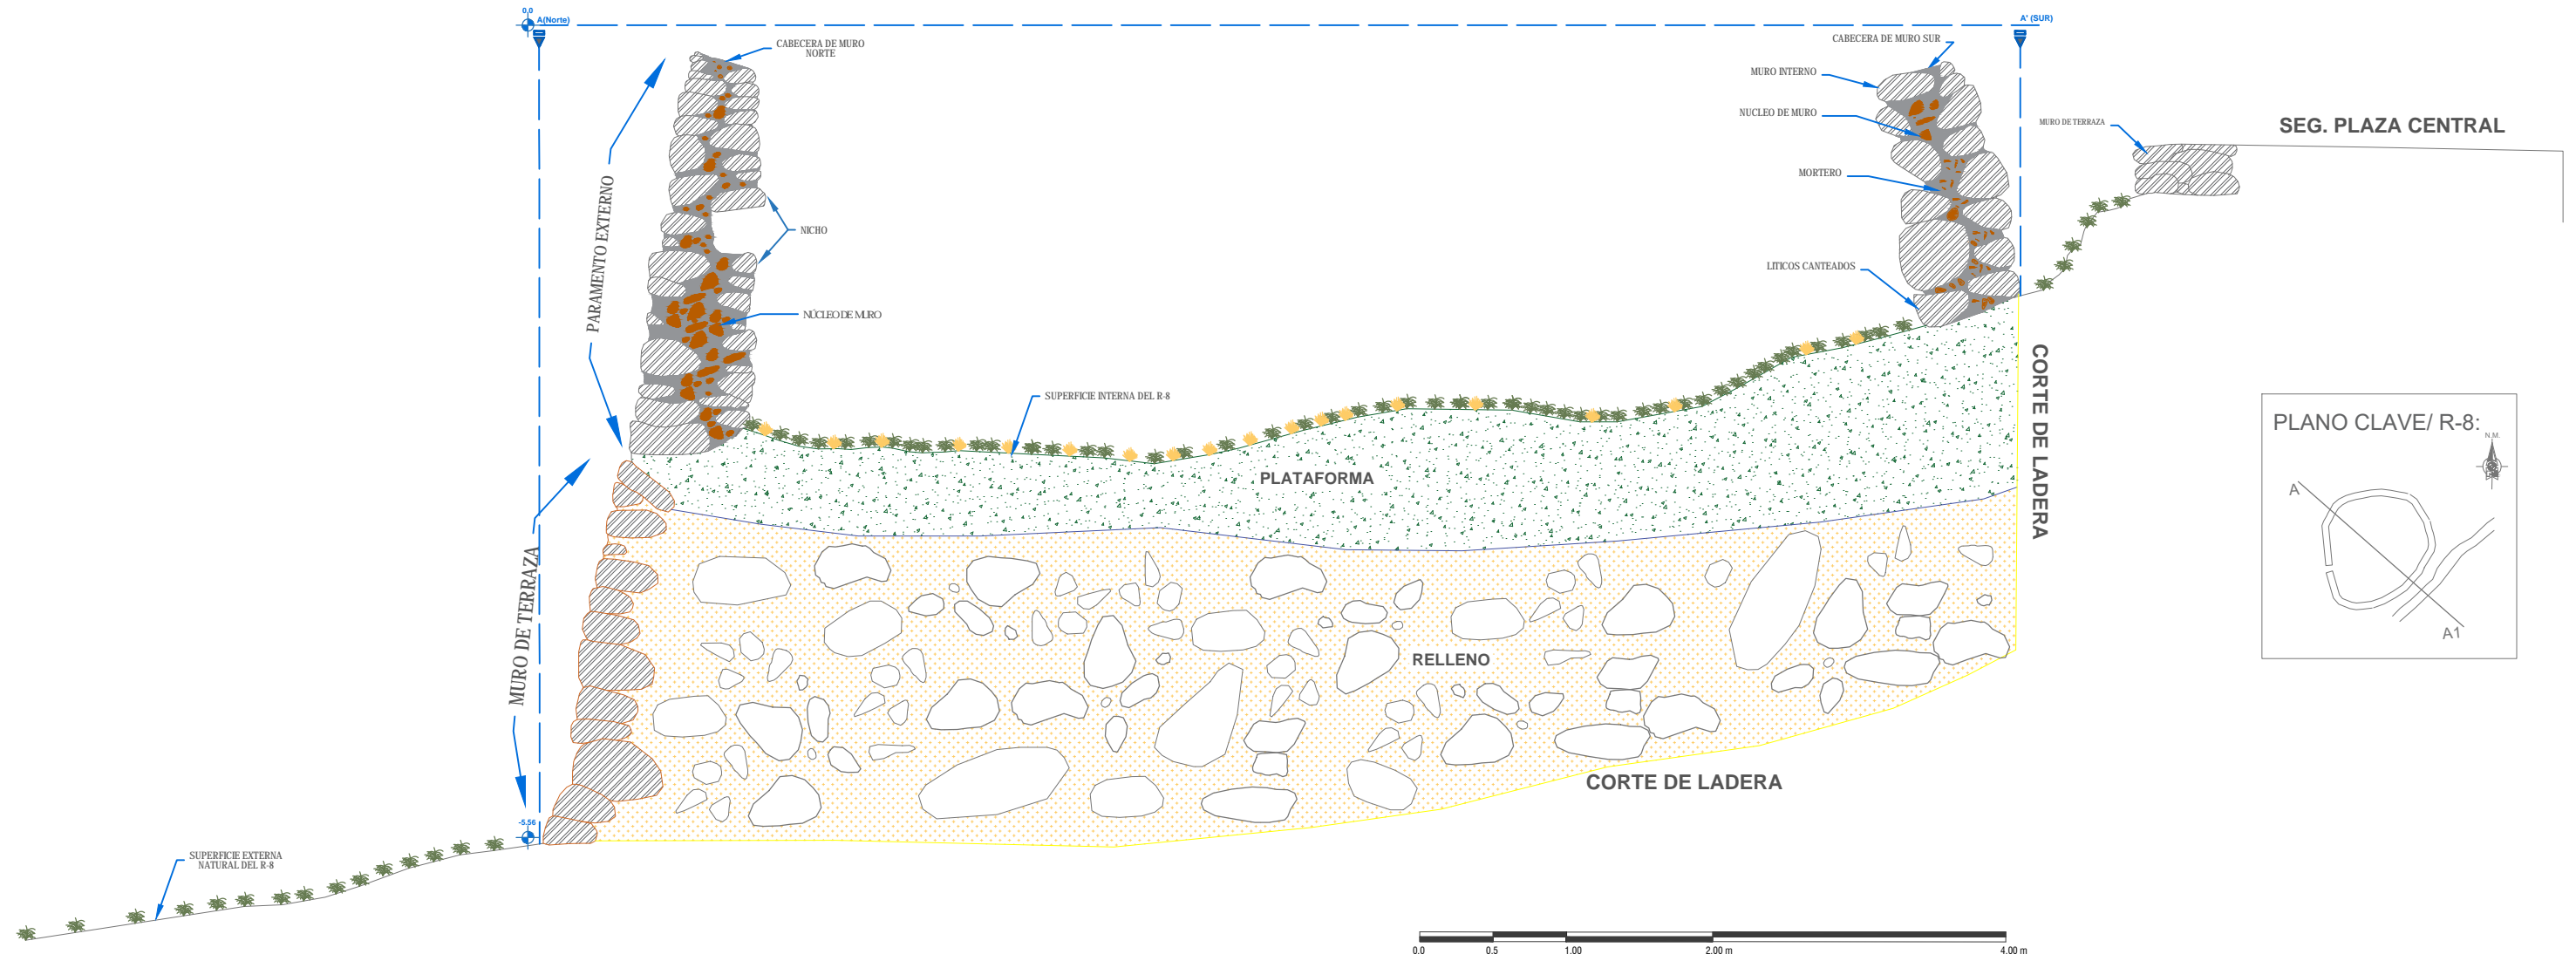 0.0
A(Norte)
A' (SUR)
CABECERA DE MURO
NORTE
CABECERA DE MURO SUR
MURO INTERNO
NUCLEO DE MURO
MURO DE TERRAZA
SEG. PLAZA CENTRAL
MORTERO
PARAMENTO EXTERNO
NICHO
LITICOS CANTEADOS
NÚCLEO DE MURO
CORTE DE LADERA
SUPERFICIE INTERNA DEL R-8
PLANO CLAVE/ R-8:
N.M.
A
A1
PLATAFORMA
MURO DE TERRAZA
RELLENO
CORTE DE LADERA
-5.56
SUPERFICIE EXTERNA
NATURAL DEL R-8
0.0
0.5
1.00
2.00 m
4.00 m